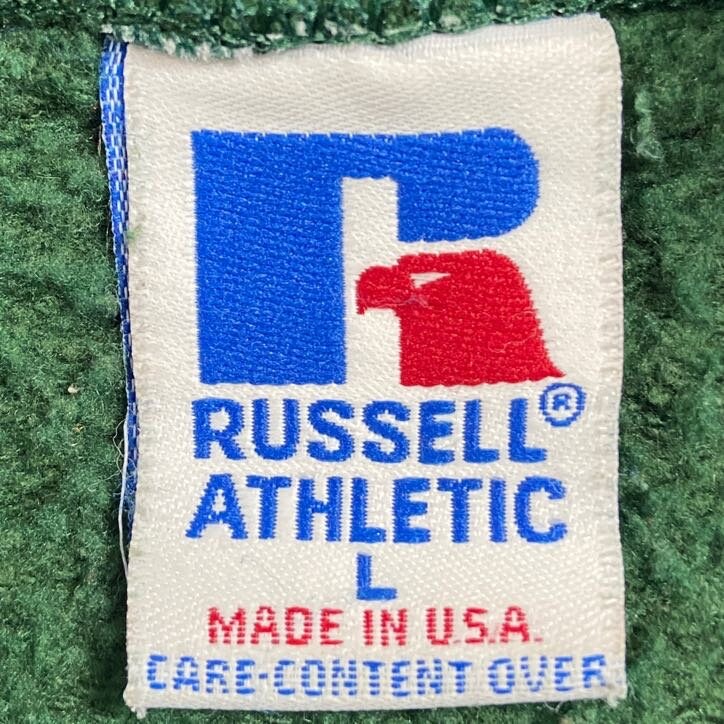 RUSSELL®
ATHLETIC
L
MADE IN U.S.A.
CARE-CONTENT OVER